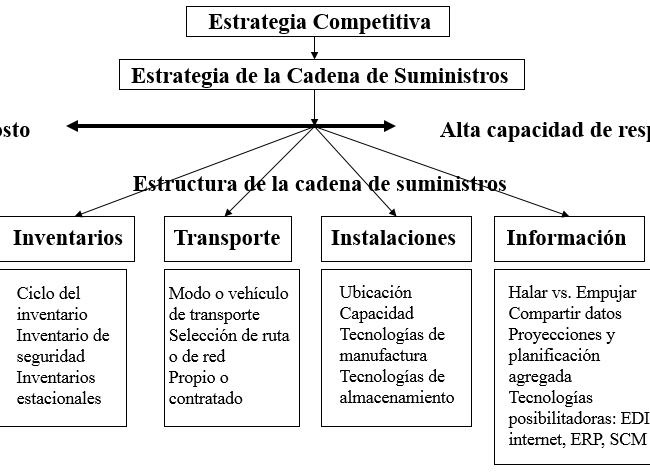 Estrategia Competitiva
Estrategia de la Cadena de Suministros
Alta capacidad de
Estructura de la cadena de suministros
Inventarios
Transporte
Instalaciones
Información
Ciclo del
inventario
Inventario de
seguridad
Inventarios
estacionales
Modo o vehículo
de transporte
Selección de ruta
o de red
Propio o
contratado
Ubicación
Capacidad
Tecnologías de
manufactura
Tecnologías de
almacenamiento
Halar vs. Empujar
Compartir datos
Proyecciones y
planificación
agregada
Tecnologías
posibilitadoras: EDI
internet, ERP, SCM